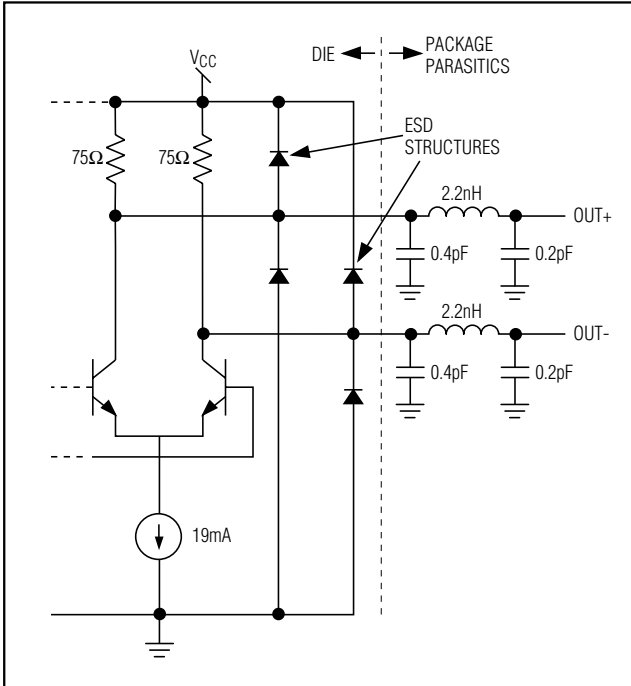 DIE
PACKAGE
PARASITICS
VCC
ESD
STRUCTURES
75Ω
75Ω
2.2nH
OUT+
0.4pF
0.2pF
2.2nH
OUT-
0.4pF
0.2pF
19mA